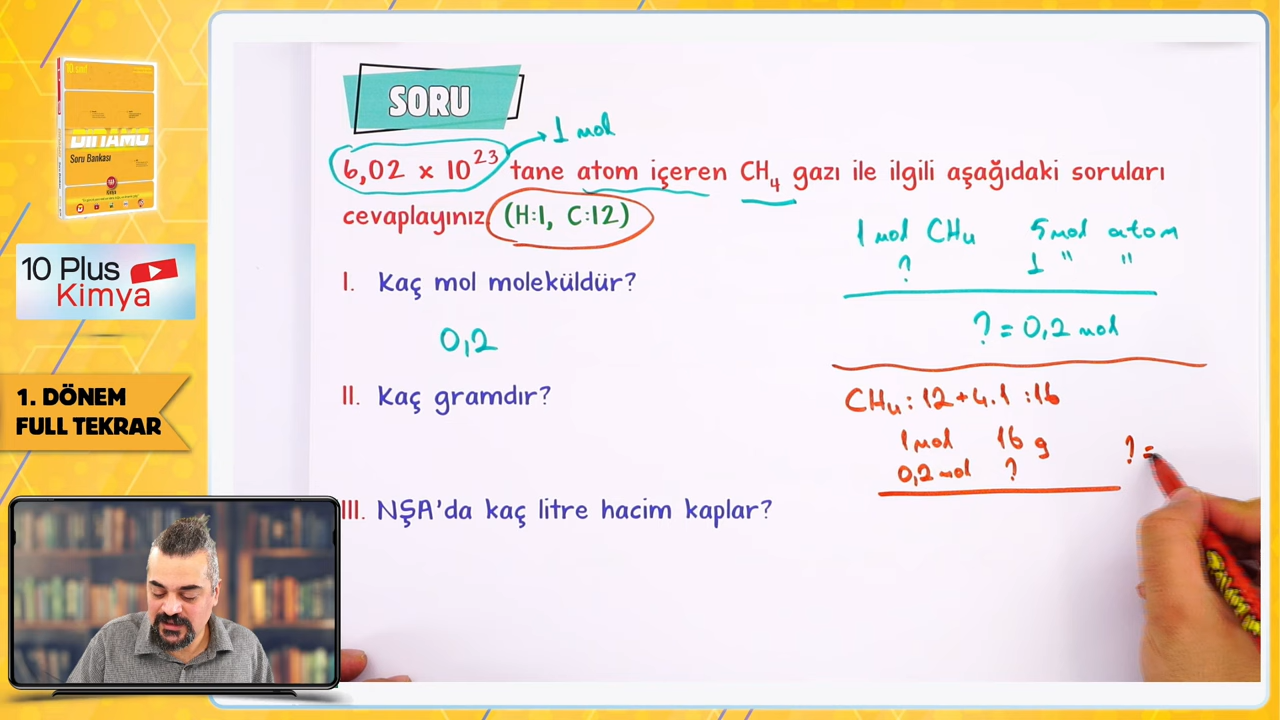 10.sınıf
DİNAMO
Soru Bankası
Kimya
10 Plus
Kimya
1. DÖNEM
FULL TEKRAR
SORU
1 mol
6,02 x 10²³ tane atom içeren CH₄ gazı ile ilgili aşağıdaki soruları
cevaplayınız (H:1, C:12)
I. Kaç mol moleküldür?
0,2
II. Kaç gramdır?
III. NŞA'da kaç litre hacim kaplar?
1 mol CH₄ 5 mol atom
? 1 " "
? = 0,2 mol
CH₄ : 12 + 4.1 : 16
1 mol 16 g
0,2 mol ?
? =